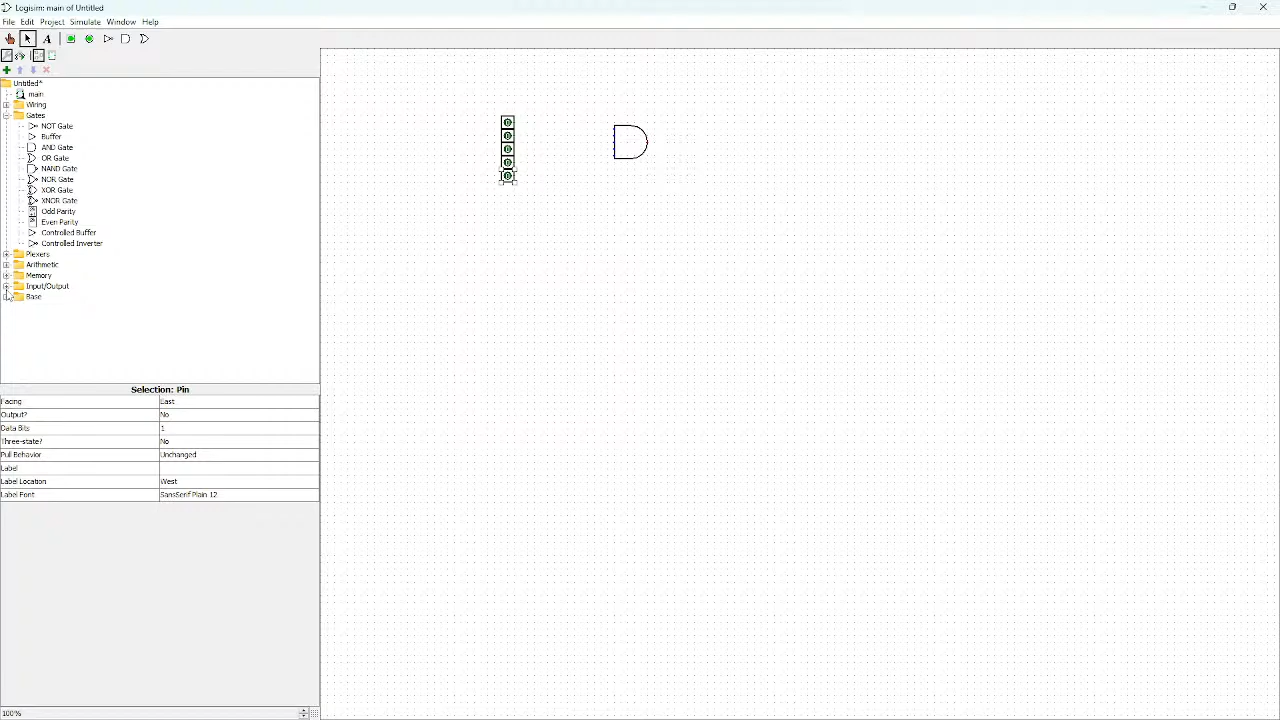 Logisim: main of Untitled
File Edit Project Simulate Window Help
A
Untitled*
main
Wiring
Gates
NOT Gate
Buffer
AND Gate
OR Gate
NAND Gate
NOR Gate
XOR Gate
XNOR Gate
Odd Parity
Even Parity
Controlled Buffer
Controlled Inverter
Plexers
Arithmetic
Memory
Input/Output
Base
Selection: Pin
Facing East
Output? No
Data Bits 1
Three-state? No
Pull Behavior Unchanged
Label
Label Location West
Label Font SansSerif Plain 12
100%